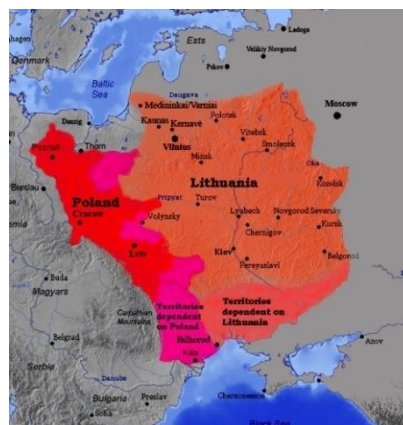 Ladoga
Ests
Velikiy Novgorod
Denmark
Pskov
Baltic
Sea
Daugava
Medininkai/Varniai
Moscow
Polotsk
Danzig
Kaunas
Kernavė
Vitebsk
Vilnius
Smolensk
Poznań
Thorn
Minsk
Oka
Breslau
Lithuania
Kozelsk
Pripyat
Poland
Turov
Cracow
Volynsky
Lyubech
Novgorod Seversky
Chernigov
Kursk
Lviv
Kiev
Pereyaslavl
Belgorod
Buda
Magyars
Carpathian
Mountains
Territories
dependent
on Poland
Territories
dependent on
Lithuania
Belgrad
Bilhorod
Azov
Kilia
Serbia
Danube
Chersonessos
Bulgaria
Preslav
Sofia
Black Sea